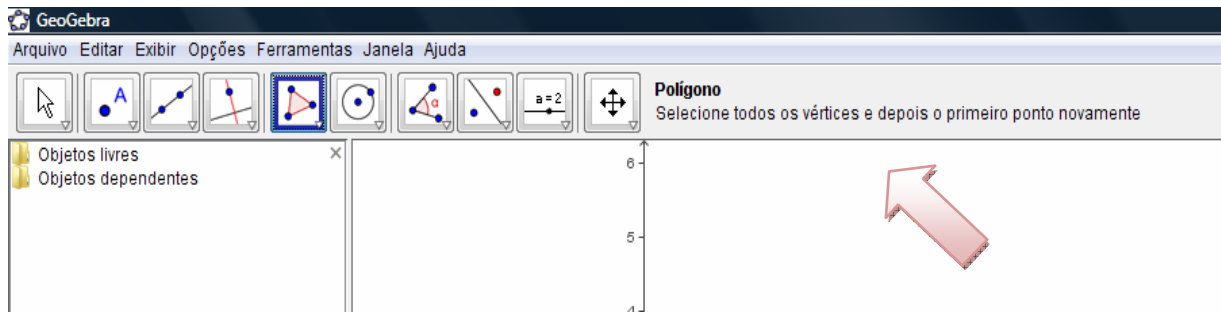 GeoGebra
Arquivo Editar Exibir Opções Ferramentas Janela Ajuda
A
α
a = 2
Polígono
Selecione todos os vértices e depois o primeiro ponto novamente
Objetos livres
Objetos dependentes
6
5
4